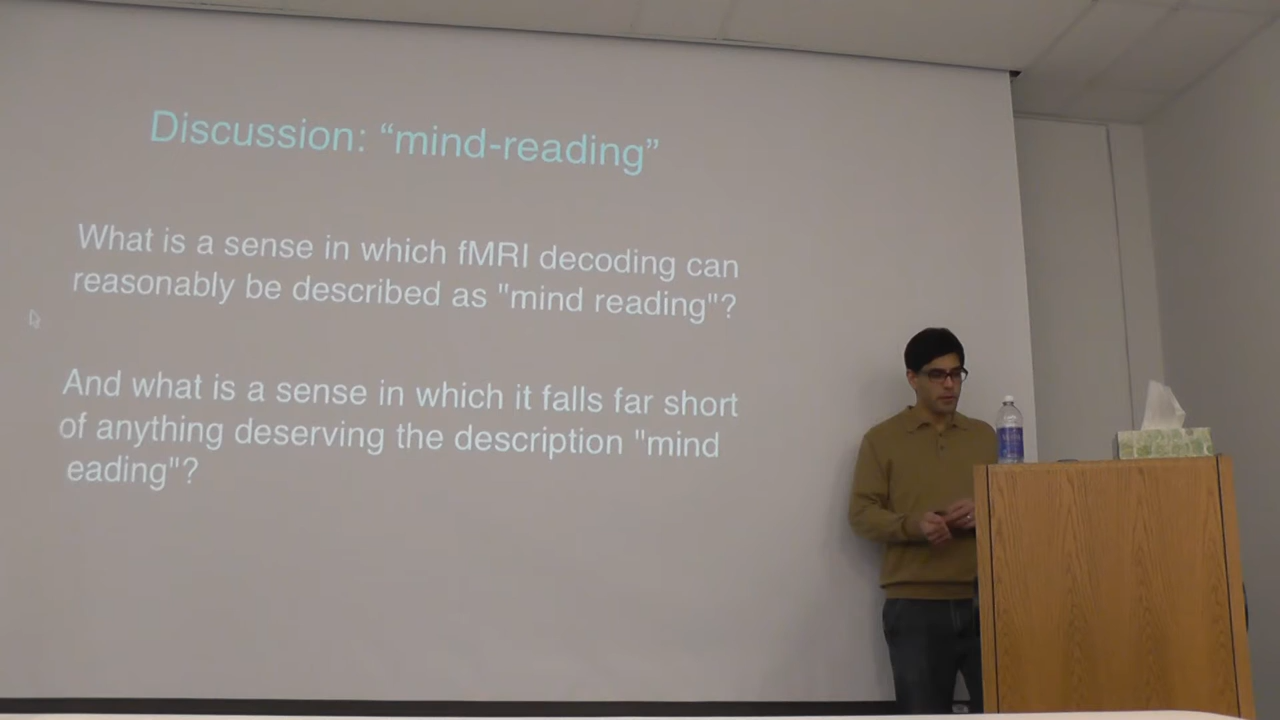 Discussion: “mind-reading”
What is a sense in which fMRI decoding can
reasonably be described as "mind reading"?
And what is a sense in which it falls far short
of anything deserving the description "mind
eading"?